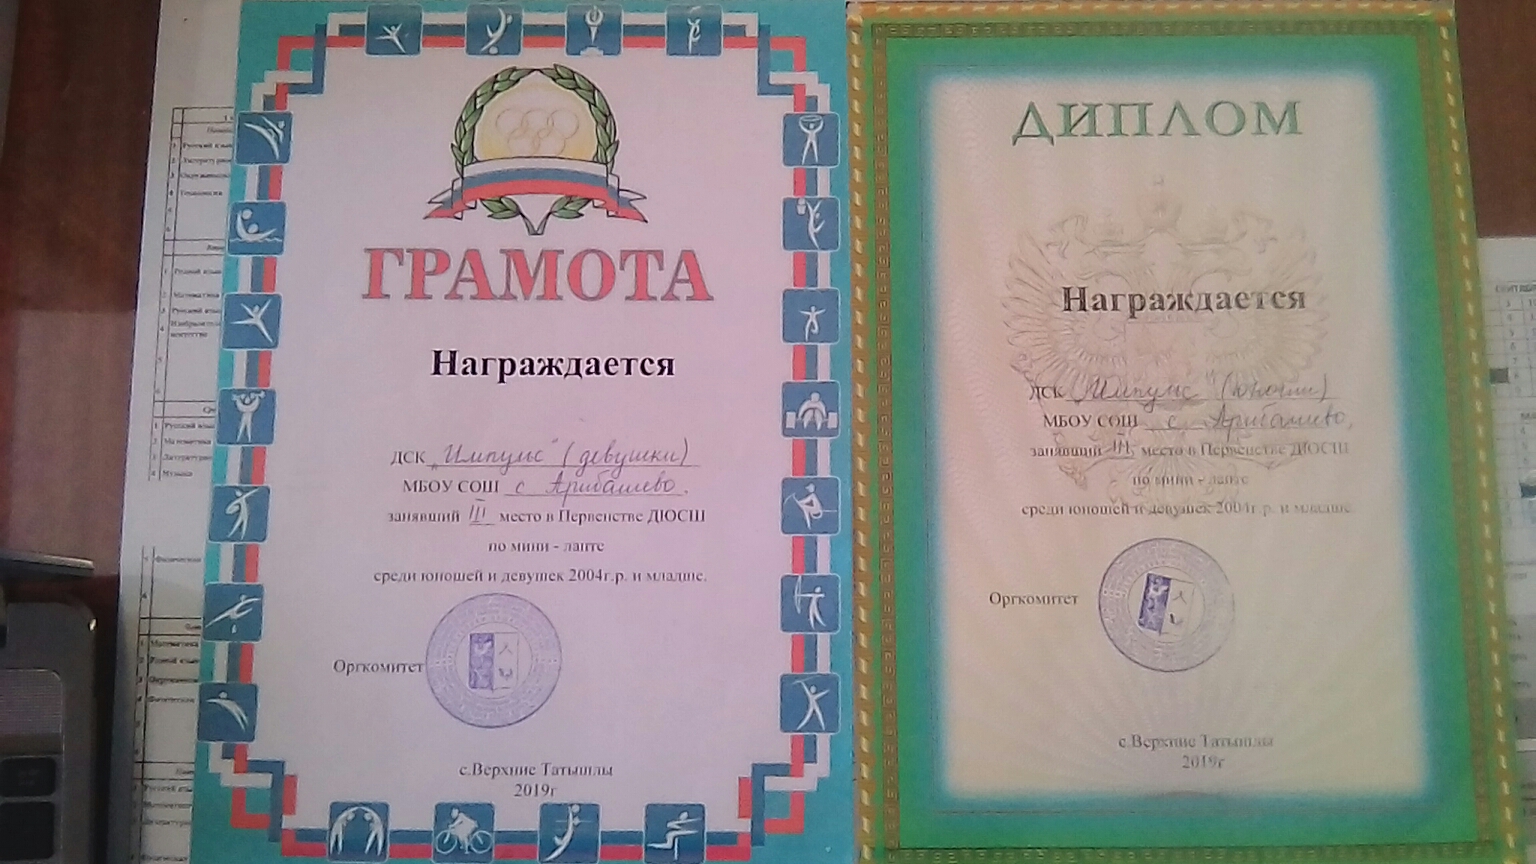 ГРАМОТА
Награждается
ДСК „Импульс" (девушки)
МБОУ СОШ с Арибашево,
занявший III место в Первенстве ДЮСШ
по мини - лапте
среди юношей и девушек 2004г.р. и младше.
Оргкомитет
с.Верхние Татышлы
2019г
ДИПЛОМ
Награждается
ДСК „Импульс" (юноши)
МБОУ СОШ с Арибашево,
занявший III место в Первенстве ДЮСШ
по мини - лапте
среди юношей и девушек 2004г.р. и младше.
Оргкомитет
с.Верхние Татышлы
2019г